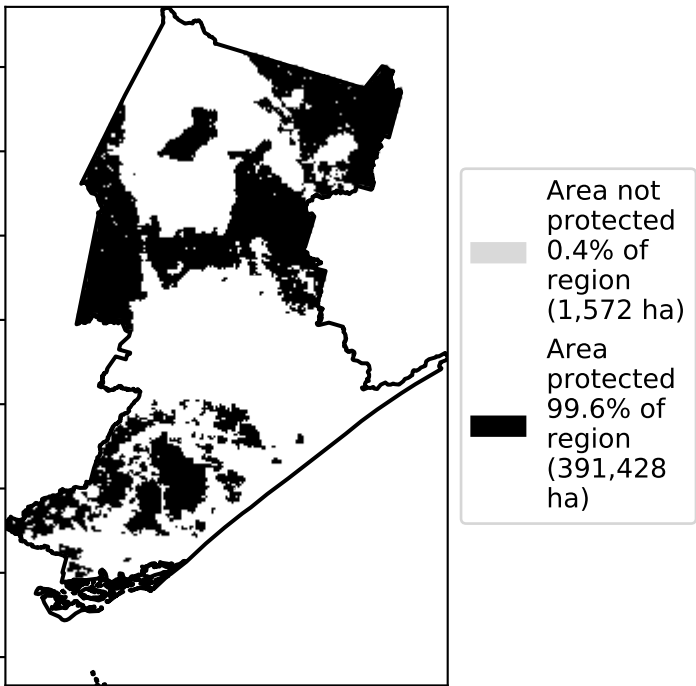 Area not
protected
0.4% of
region
(1,572 ha)
Area
protected
99.6% of
region
(391,428
ha)